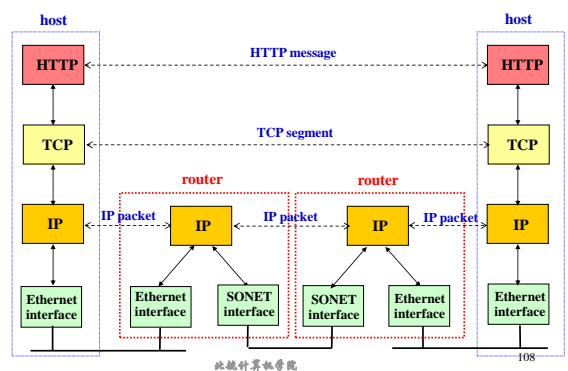 host
host
HTTP
HTTP message
HTTP
TCP
TCP segment
TCP
router
router
IP
IP packet
IP
IP packet
IP
IP packet
IP
Ethernet
interface
Ethernet
interface
SONET
interface
SONET
interface
Ethernet
interface
Ethernet
interface
108
北航计算机学院